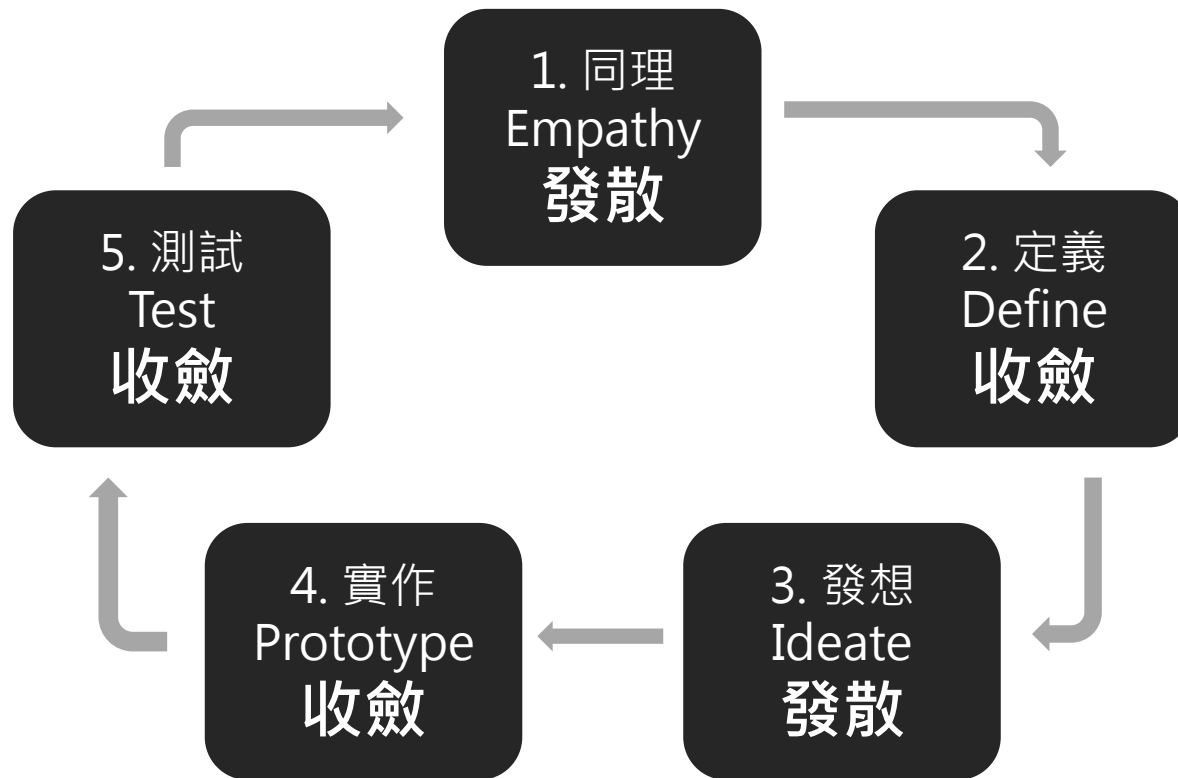 1. 同理
Empathy
發散
2. 定義
Define
收斂
3. 發想
Ideate
發散
4. 實作
Prototype
收斂
5. 測試
Test
收斂